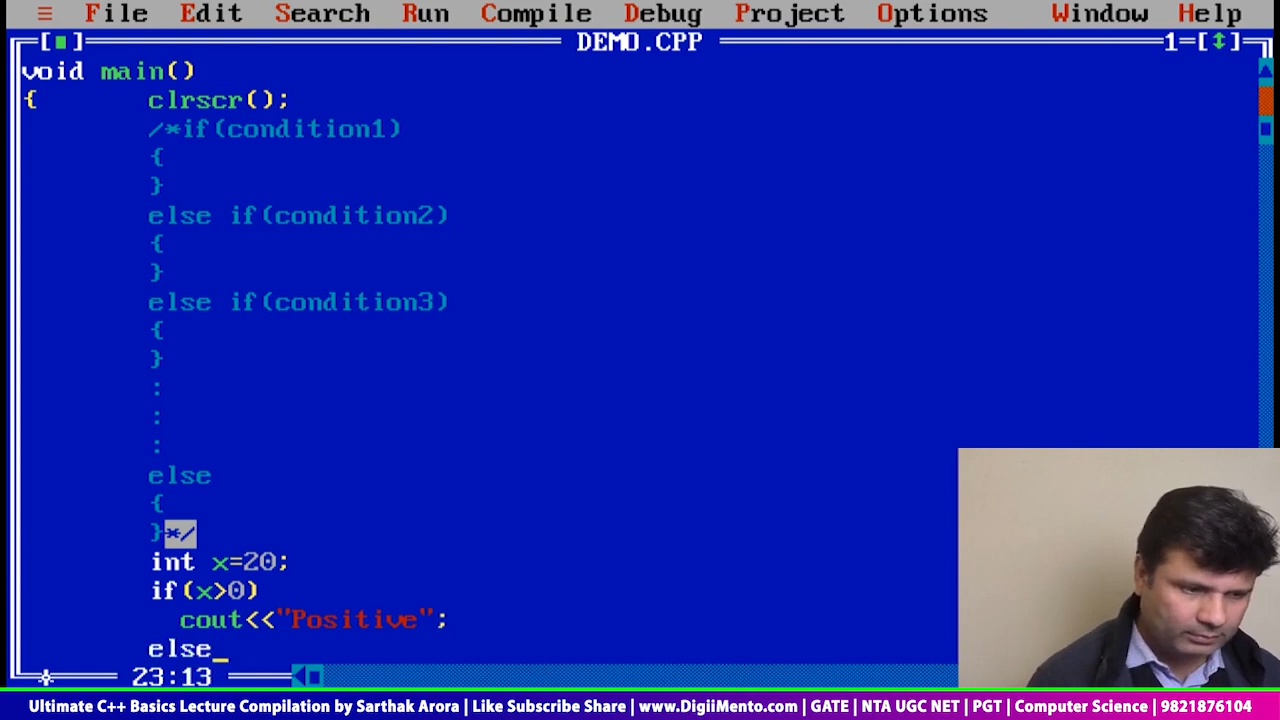 ≡ File Edit Search Run Compile Debug Project Options Window Help
[■] DEMO.CPP 1=[↕]
void main()
{ clrscr();
/*if(condition1)
{
}
else if(condition2)
{
}
else if(condition3)
{
}
:
:
:
else
{
}*/
int x=20;
if(x>0)
cout<<"Positive";
else_
23:13
Ultimate C++ Basics Lecture Compilation by Sarthak Arora | Like Subscribe Share | www.DigiiMento.com | GATE | NTA UGC NET | PGT | Computer Science | 9821876104